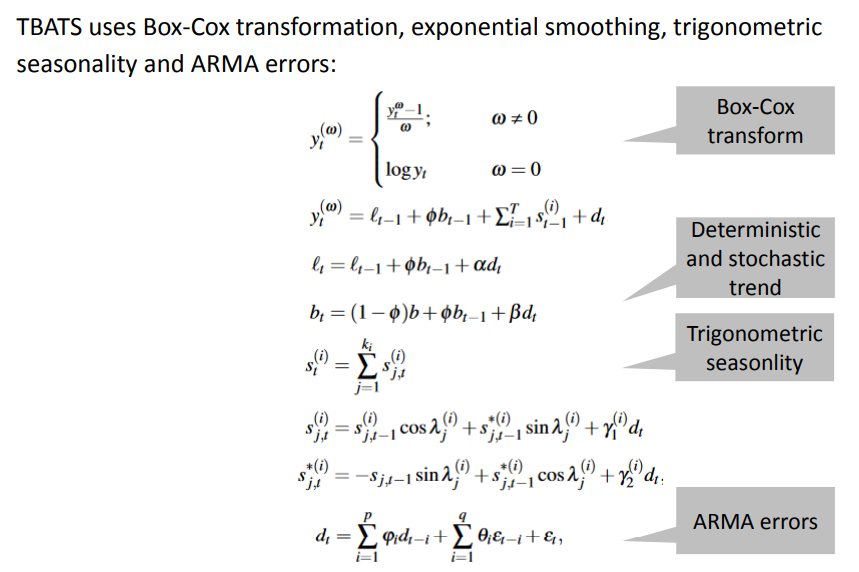 TBATS uses Box-Cox transformation, exponential smoothing, trigonometric
seasonality and ARMA errors:
y_t^{(ω)} = { \frac{y_t^ω − 1}{ω}; ω ≠ 0
log y_t ω = 0
Box-Cox
transform
y_t^{(ω)} = ℓ_{t−1} + ϕb_{t−1} + Σ_{i=1}^{T} s_{t−1}^{(i)} + d_t
ℓ_t = ℓ_{t−1} + ϕb_{t−1} + αd_t
b_t = (1 − ϕ)b + ϕb_{t−1} + βd_t
Deterministic
and stochastic
trend
s_t^{(i)} = Σ_{j=1}^{k_i} s_{j,t}^{(i)}
Trigonometric
seasonlity
s_{j,t}^{(i)} = s_{j,t−1}^{(i)} cos λ_j^{(i)} + s_{j,t−1}^{*(i)} sin λ_j^{(i)} + γ_1^{(i)} d_t
s_{j,t}^{*(i)} = −s_{j,t−1} sin λ_j^{(i)} + s_{j,t−1}^{*(i)} cos λ_j^{(i)} + γ_2^{(i)} d_t;
d_t = Σ_{i=1}^{p} φ_i d_{t−i} + Σ_{i=1}^{q} θ_i ε_{t−i} + ε_t,
ARMA errors